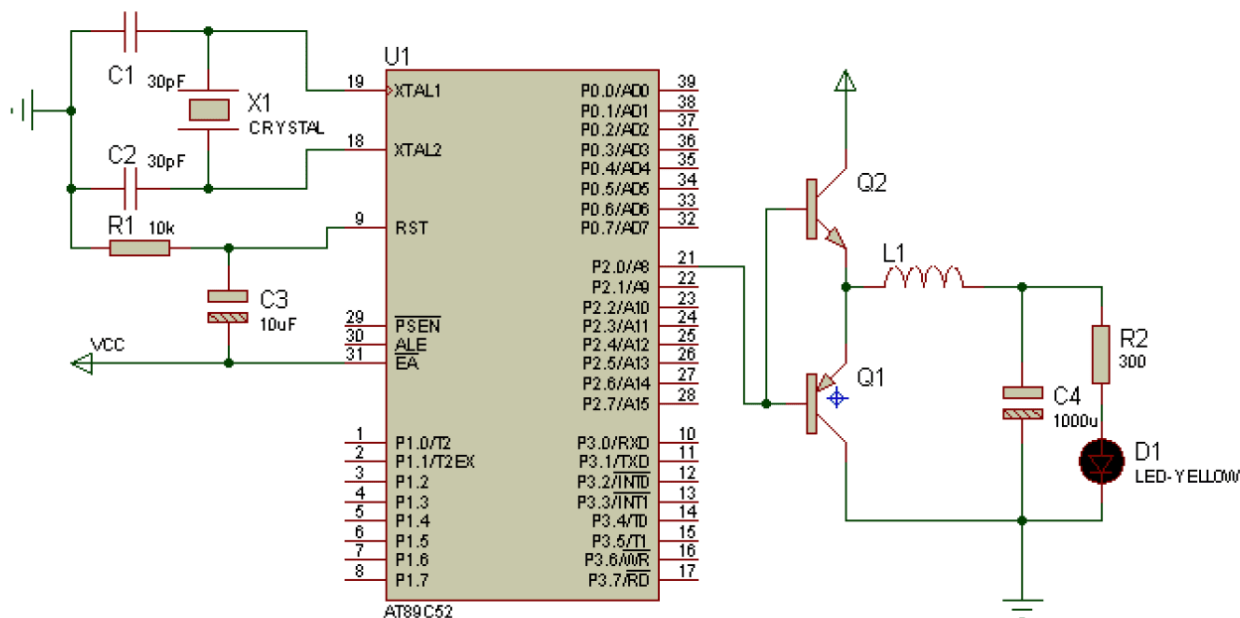 C1
30pF
X1
CRYSTAL
C2
30pF
R1
10k
C3
10uF
VCC
U1
19
XTAL1
18
XTAL2
9
RST
29
PSEN
30
ALE
31
EA
1
P1.0/T2
2
P1.1/T2EX
3
P1.2
4
P1.3
5
P1.4
6
P1.5
7
P1.6
8
P1.7
P0.0/AD0
39
P0.1/AD1
38
P0.2/AD2
37
P0.3/AD3
36
P0.4/AD4
35
P0.5/AD5
34
P0.6/AD6
33
P0.7/AD7
32
P2.0/A8
21
P2.1/A9
22
P2.2/A10
23
P2.3/A11
24
P2.4/A12
25
P2.5/A13
26
P2.6/A14
27
P2.7/A15
28
P3.0/RXD
10
P3.1/TXD
11
P3.2/INT0
12
P3.3/INT1
13
P3.4/T0
14
P3.5/T1
15
P3.6/WR
16
P3.7/RD
17
AT89C52
Q2
L1
Q1
R2
300
C4
1000u
D1
LED-YELLOW